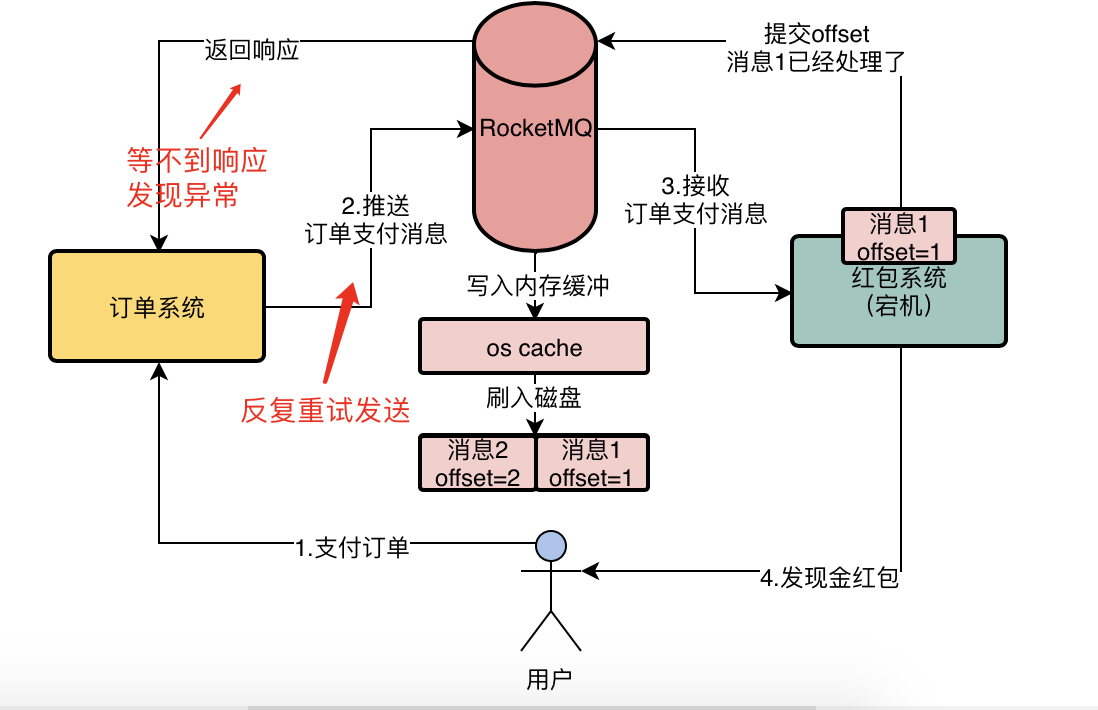 返回响应
提交offset
消息1已经处理了
RocketMQ
等不到响应
发现异常
2.推送
订单支付消息
3.接收
订单支付消息
消息1
offset=1
红包系统
（宕机）
订单系统
写入内存缓冲
os cache
刷入磁盘
反复重试发送
消息2
offset=2
消息1
offset=1
1.支付订单
4.发现金红包
用户